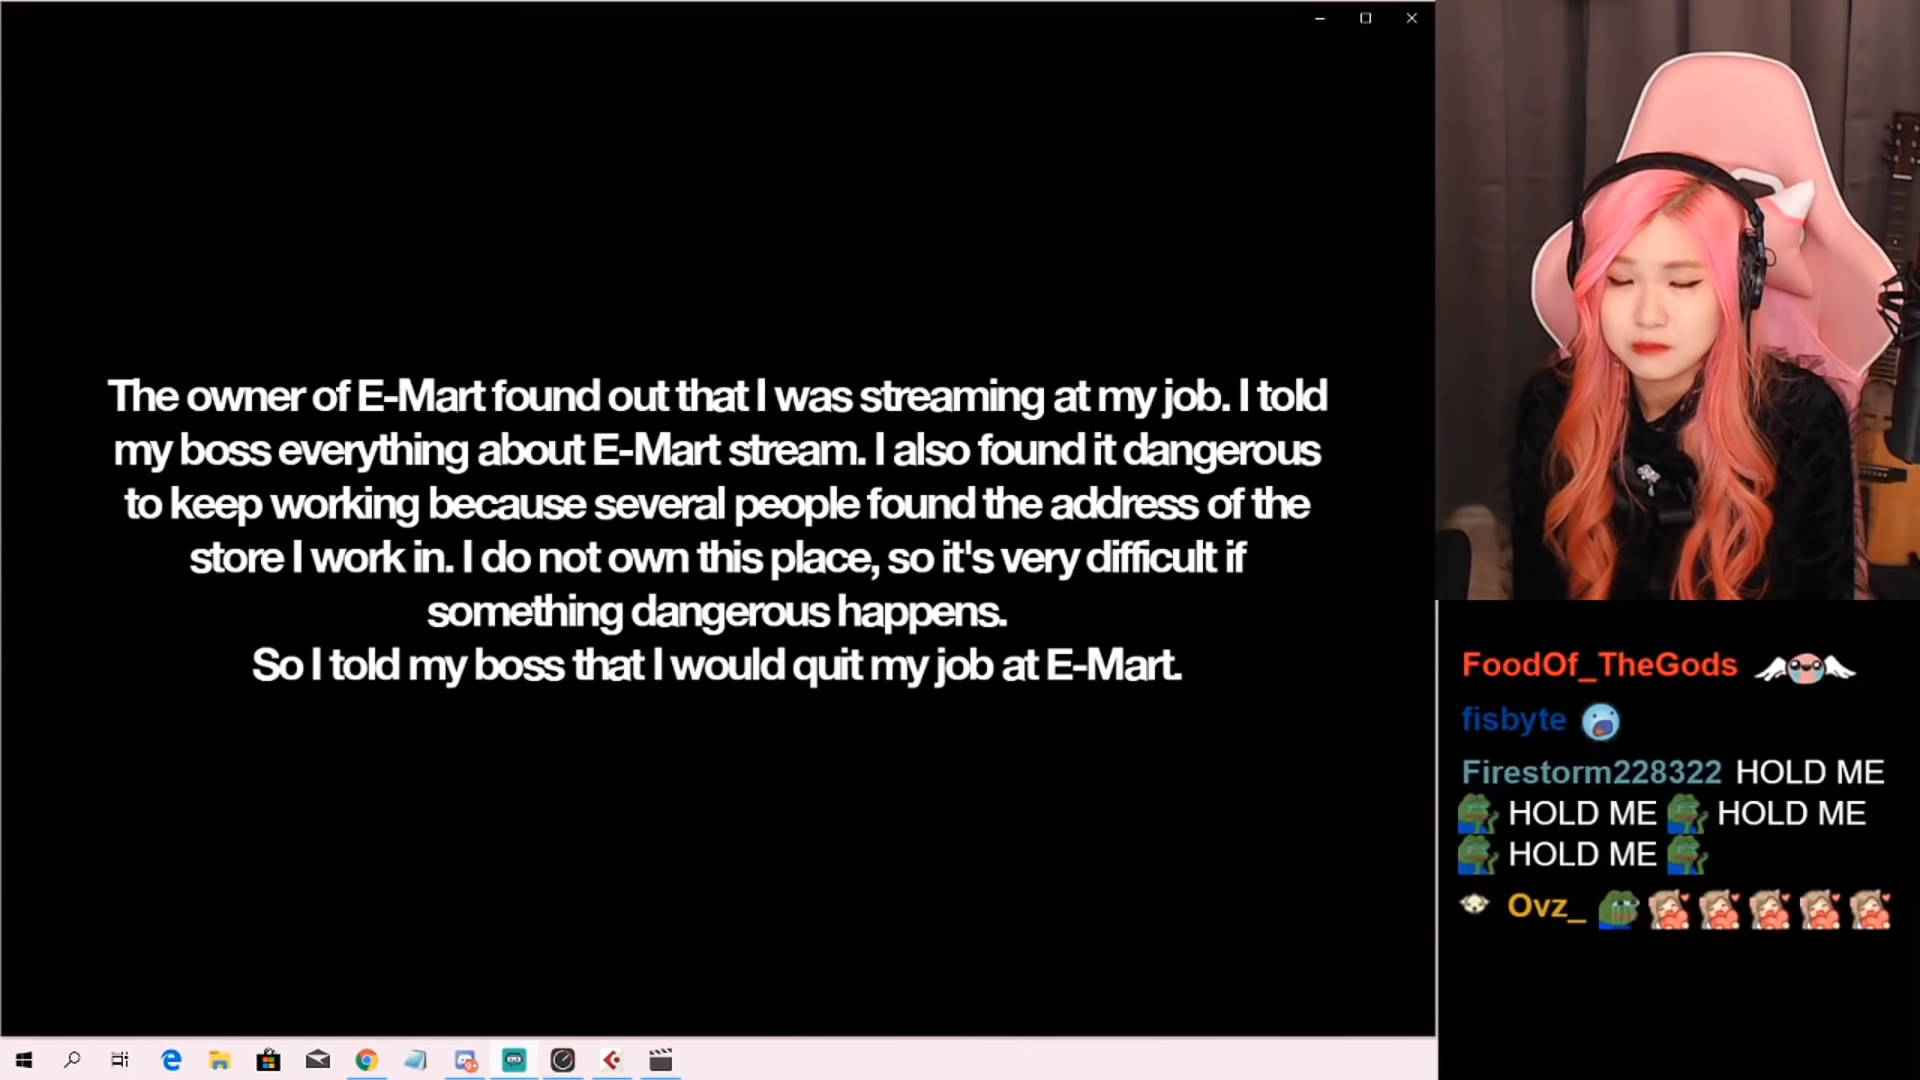 The owner of E-Mart found out that I was streaming at my job. I told
my boss everything about E-Mart stream. I also found it dangerous
to keep working because several people found the address of the
store I work in. I do not own this place, so it's very difficult if
something dangerous happens.
So I told my boss that I would quit my job at E-Mart.
FoodOf_TheGods
fisbyte
Firestorm228322 HOLD ME
HOLD ME HOLD ME
HOLD ME
Ovz_